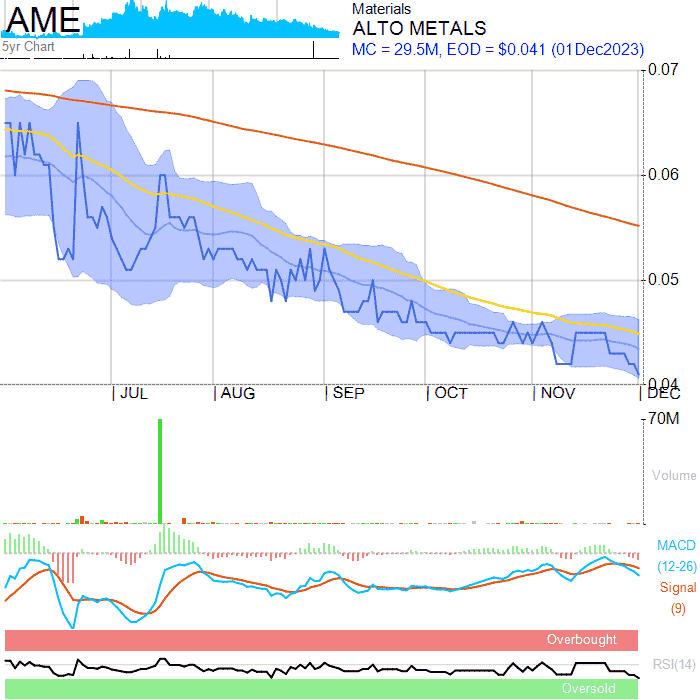 AME
5yr Chart
Materials
ALTO METALS
MC = 29.5M, EOD = $0.041 (01Dec2023)
0.07
0.06
0.05
0.04
JUL AUG SEP OCT NOV DEC
70M
Volume
MACD
(12-26)
Signal
(9)
Overbought
RSI(14)
Oversold